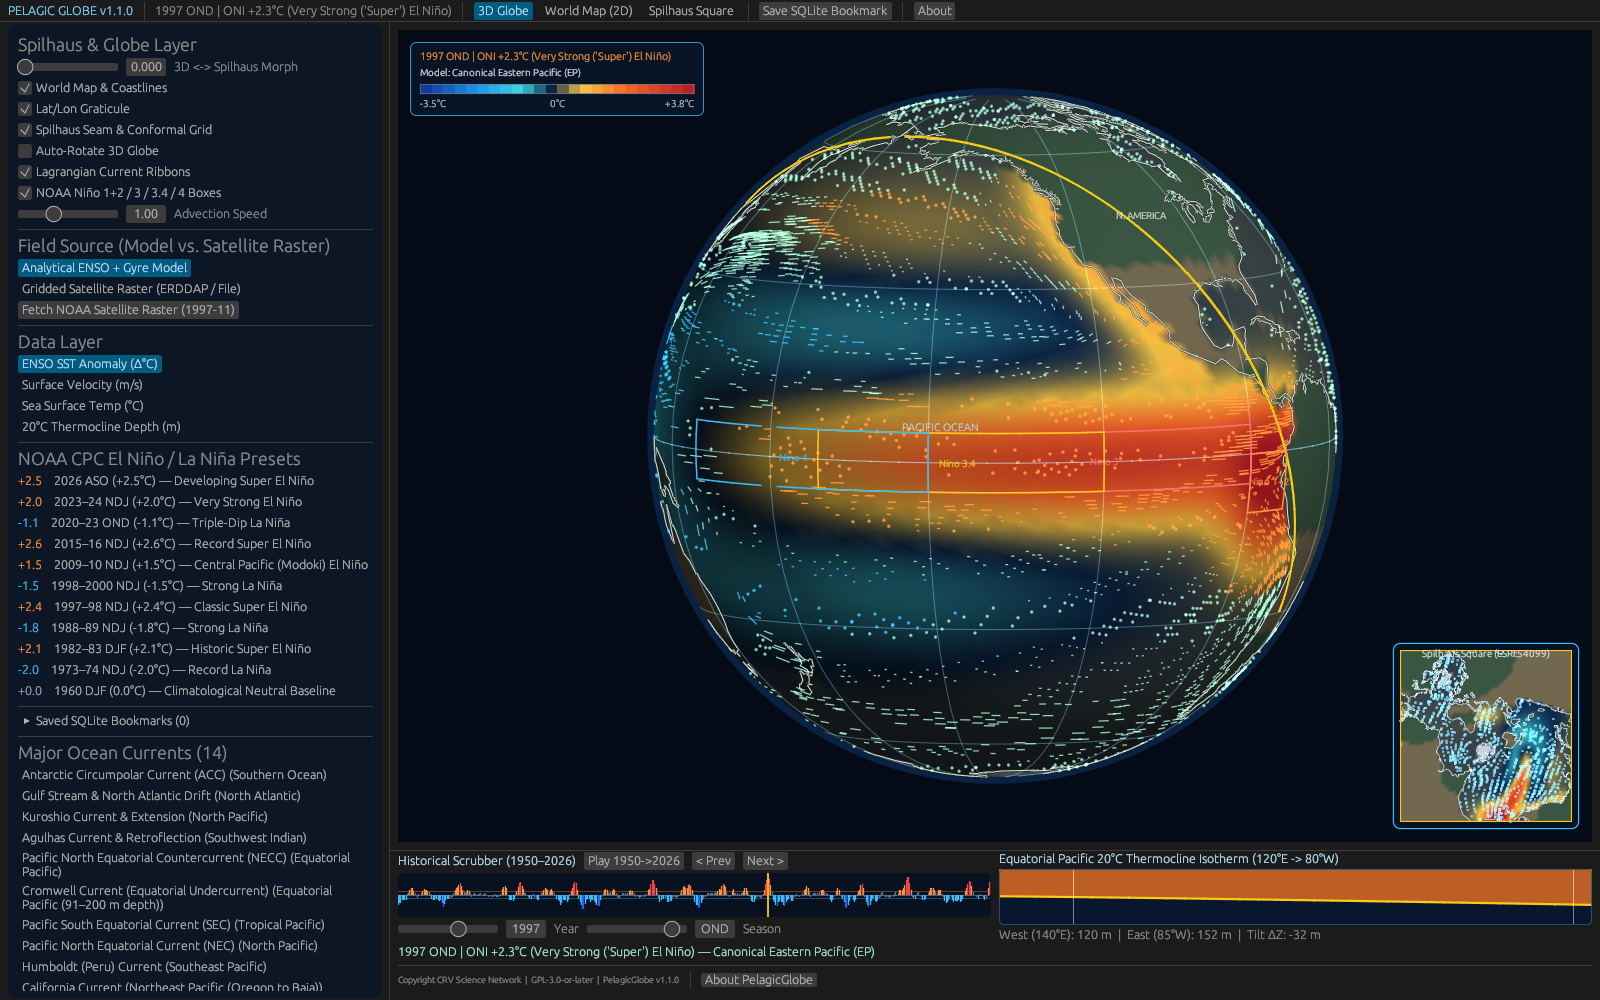 PELAGIC GLOBE v1.1.0 1997 OND | ONI +2.3°C (Very Strong ('Super') El Niño) 3D Globe World Map (2D) Spilhaus Square Save SQLite Bookmark About
Spilhaus & Globe Layer
0.000 3D <-> Spilhaus Morph
World Map & Coastlines
Lat/Lon Graticule
Spilhaus Seam & Conformal Grid
Auto-Rotate 3D Globe
Lagrangian Current Ribbons
NOAA Niño 1+2 / 3 / 3.4 / 4 Boxes
1.00 Advection Speed
Field Source (Model vs. Satellite Raster)
Analytical ENSO + Gyre Model
Gridded Satellite Raster (ERDDAP / File)
Fetch NOAA Satellite Raster (1997-11)
Data Layer
ENSO SST Anomaly (Δ°C)
Surface Velocity (m/s)
Sea Surface Temp (°C)
20°C Thermocline Depth (m)
NOAA CPC El Niño / La Niña Presets
+2.5 2026 ASO (+2.5°C) — Developing Super El Niño
+2.0 2023–24 NDJ (+2.0°C) — Very Strong El Niño
-1.1 2020–23 OND (-1.1°C) — Triple-Dip La Niña
+2.6 2015–16 NDJ (+2.6°C) — Record Super El Niño
+1.5 2009–10 NDJ (+1.5°C) — Central Pacific (Modoki) El Niño
-1.5 1998–2000 NDJ (-1.5°C) — Strong La Niña
+2.4 1997–98 NDJ (+2.4°C) — Classic Super El Niño
-1.8 1988–89 NDJ (-1.8°C) — Strong La Niña
+2.1 1982–83 DJF (+2.1°C) — Historic Super El Niño
-2.0 1973–74 NDJ (-2.0°C) — Record La Niña
+0.0 1960 DJF (0.0°C) — Climatological Neutral Baseline
Saved SQLite Bookmarks (0)
Major Ocean Currents (14)
Antarctic Circumpolar Current (ACC) (Southern Ocean)
Gulf Stream & North Atlantic Drift (North Atlantic)
Kuroshio Current & Extension (North Pacific)
Agulhas Current & Retroflection (Southwest Indian)
Pacific North Equatorial Countercurrent (NECC) (Equatorial
Pacific)
Cromwell Current (Equatorial Undercurrent) (Equatorial
Pacific (91–200 m depth))
Pacific South Equatorial Current (SEC) (Tropical Pacific)
Pacific North Equatorial Current (NEC) (North Pacific)
Humboldt (Peru) Current (Southeast Pacific)
California Current (Northeast Pacific (Oregon to Baja))
1997 OND | ONI +2.3°C (Very Strong ('Super') El Niño)
Model: Canonical Eastern Pacific (EP)
-3.5°C 0°C +3.8°C
N. AMERICA
PACIFIC OCEAN
Nino 4
Nino 3.4
Nino 3
Spilhaus Square (ESRI:54099)
Historical Scrubber (1950–2026) Play 1950->2026 < Prev Next >
1997 Year OND Season
1997 OND | ONI +2.3°C (Very Strong ('Super') El Niño) — Canonical Eastern Pacific (EP)
Equatorial Pacific 20°C Thermocline Isotherm (120°E -> 80°W)
West (140°E): 120 m | East (85°W): 152 m | Tilt ΔZ: -32 m
Copyright CRV Science Network | GPL-3.0-or-later | PelagicGlobe v1.1.0 About PelagicGlobe